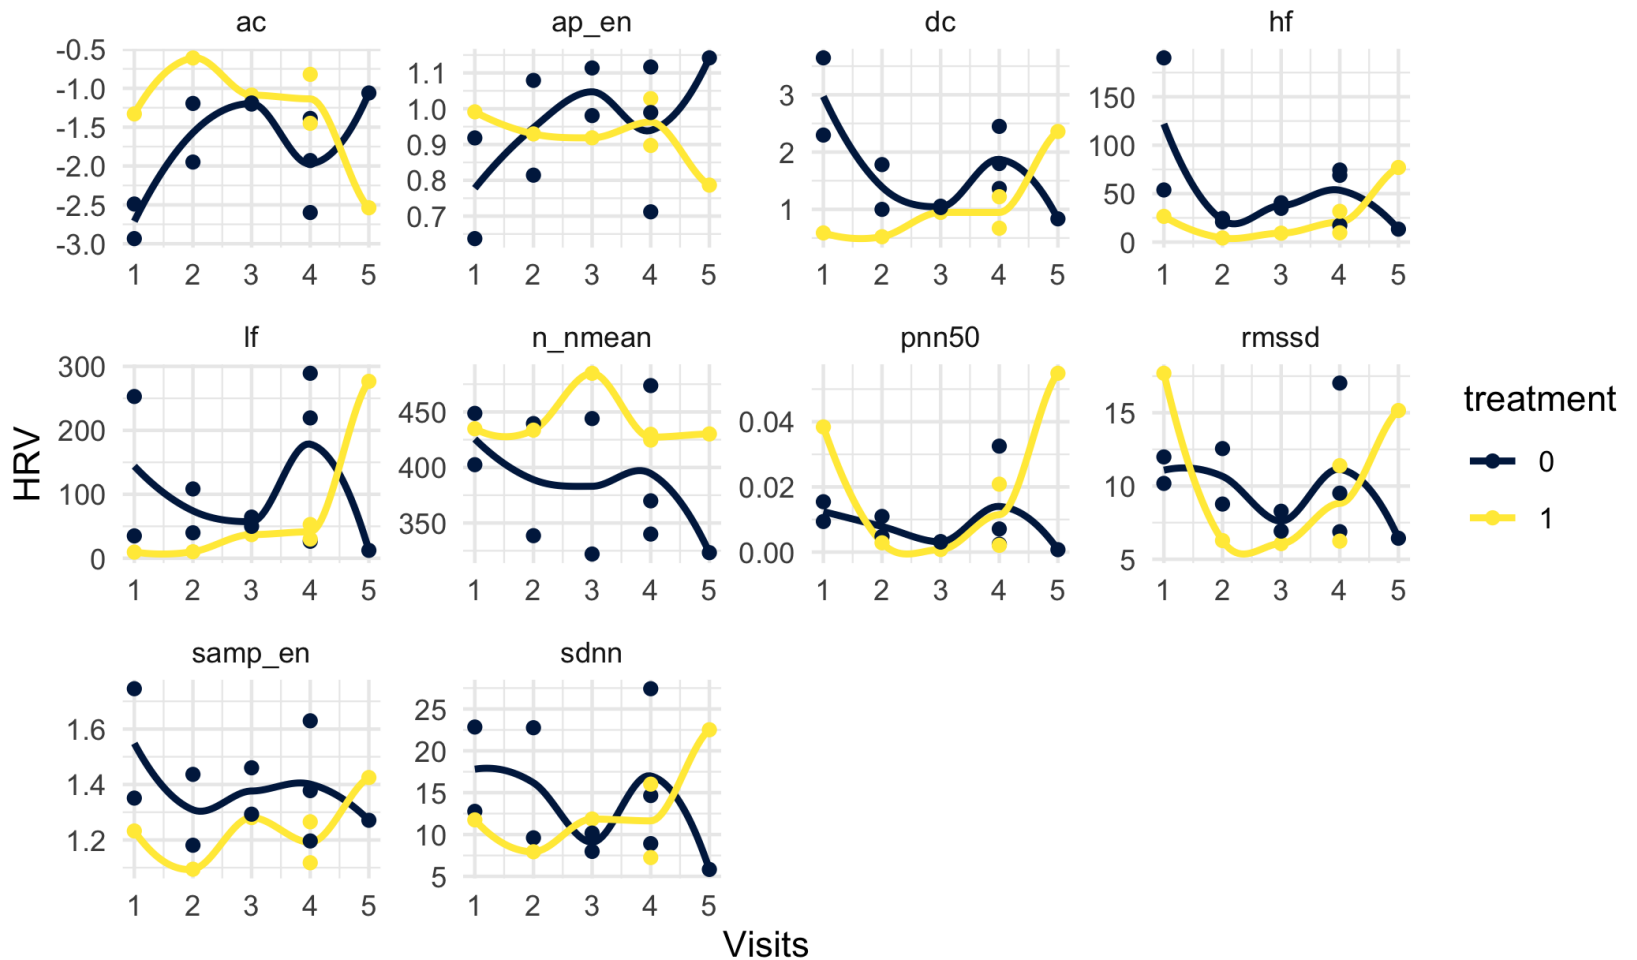 ac ap_en dc hf
-0.5 -1.0 -1.5 -2.0 -2.5 -3.0
1.1 1.0 0.9 0.8 0.7
3 2 1
150 100 50 0
1 2 3 4 5 1 2 3 4 5 1 2 3 4 5 1 2 3 4 5
lf n_nmean pnn50 rmssd
300 200 100 0
450 400 350
0.04 0.02 0.00
15 10 5
1 2 3 4 5 1 2 3 4 5 1 2 3 4 5 1 2 3 4 5
samp_en sdnn
1.6 1.4 1.2
25 20 15 10 5
1 2 3 4 5 1 2 3 4 5
HRV
Visits
treatment
0
1